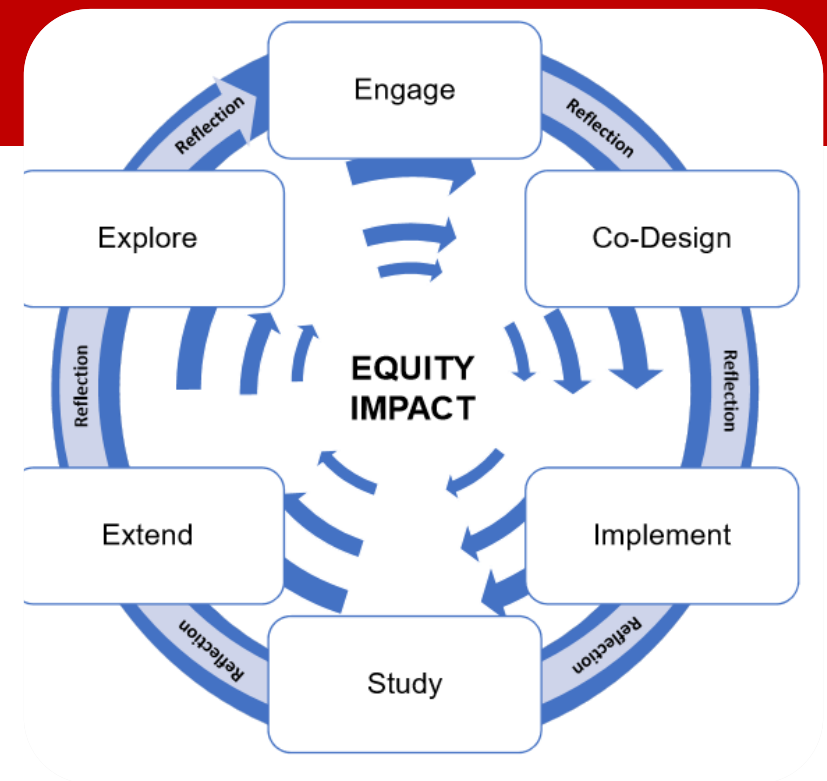 Engage
Reflection
Reflection
Explore
Co-Design
EQUITY
IMPACT
Reflection
Reflection
Extend
Implement
Reflection
Reflection
Study